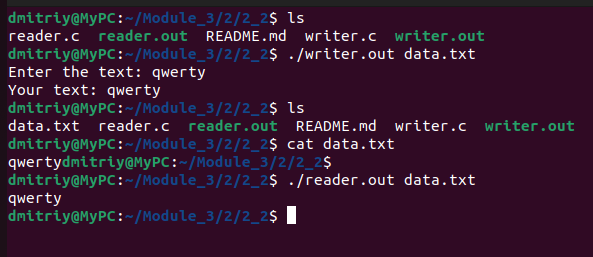 dmitriy@MyPC:~/Module_3/2/2_2$ ls
reader.c reader.out README.md writer.c writer.out
dmitriy@MyPC:~/Module_3/2/2_2$ ./writer.out data.txt
Enter the text: qwerty
Your text: qwerty
dmitriy@MyPC:~/Module_3/2/2_2$ ls
data.txt reader.c reader.out README.md writer.c writer.out
dmitriy@MyPC:~/Module_3/2/2_2$ cat data.txt
qwertydmitriy@MyPC:~/Module_3/2/2_2$
dmitriy@MyPC:~/Module_3/2/2_2$ ./reader.out data.txt
qwerty
dmitriy@MyPC:~/Module_3/2/2_2$